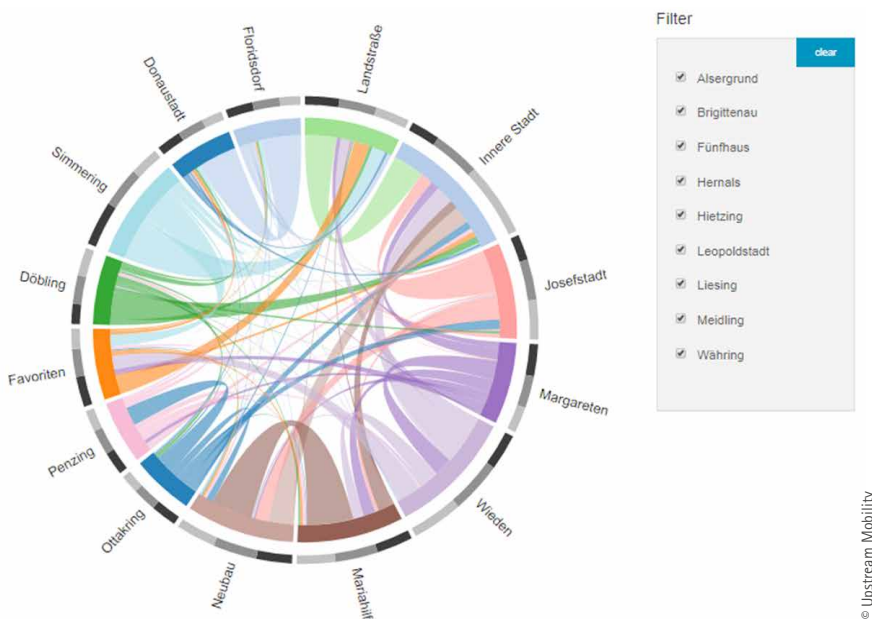 Filter
clear
Alsergrund
Brigittenau
Fünfhaus
Hernals
Hietzing
Leopoldstadt
Liesing
Meidling
Währing
Floridsdorf
Landstraße
Innere Stadt
Josefstadt
Margareten
Wieden
Mariahilf
Neubau
Ottakring
Penzing
Favoriten
Döbling
Simmering
Donaustadt
© Upstream Mobility